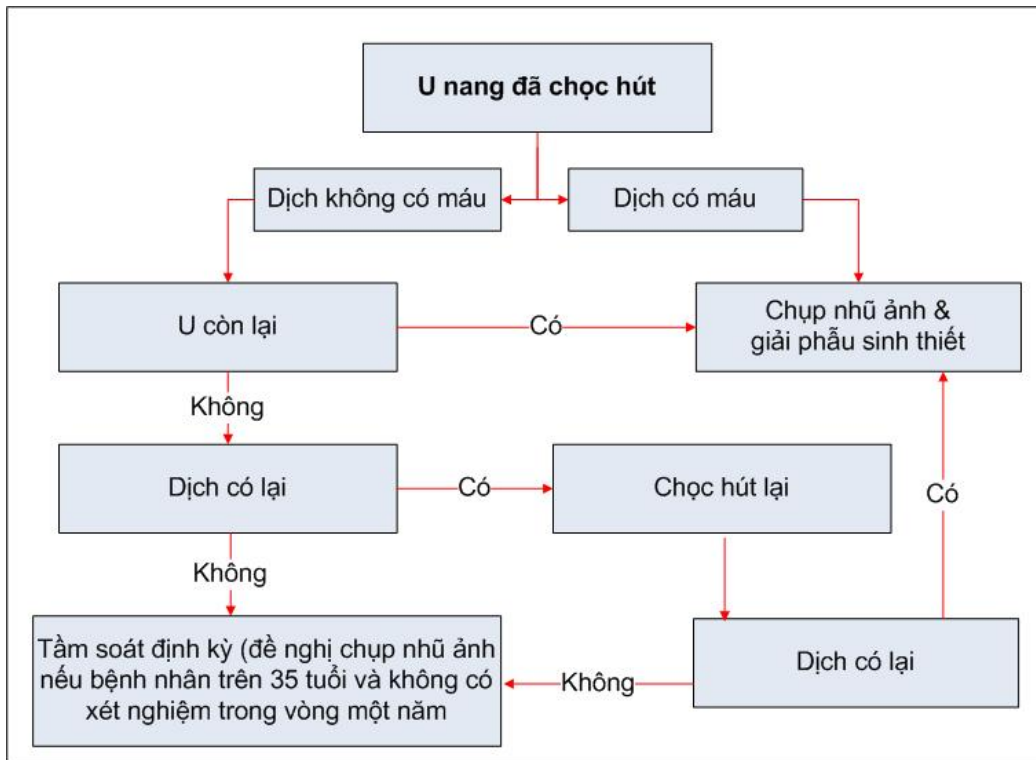 U nang đã chọc hút
Dịch không có máu
Dịch có máu
U còn lại
Có
Chụp nhũ ảnh &
giải phẫu sinh thiết
Không
Dịch có lại
Có
Chọc hút lại
Có
Không
Tầm soát định kỳ (đề nghị chụp nhũ ảnh
nếu bệnh nhân trên 35 tuổi và không có
xét nghiệm trong vòng một năm
Không
Dịch có lại